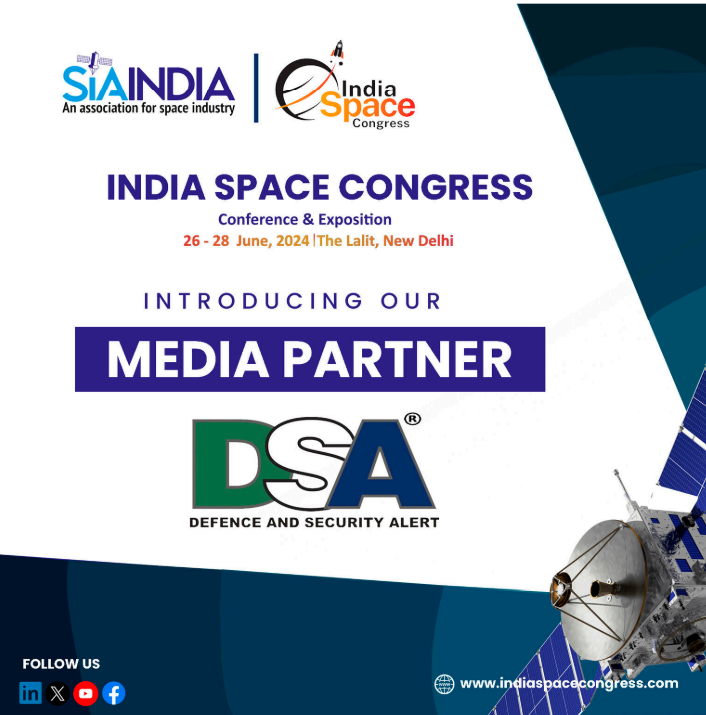 SiAINDIA
An association for space industry
India
Space
Congress
INDIA SPACE CONGRESS
Conference & Exposition
26 - 28 June, 2024 | The Lalit, New Delhi
INTRODUCING OUR
MEDIA PARTNER
DSA®
DEFENCE AND SECURITY ALERT
FOLLOW US
in X f
www.indiaspacecongress.com